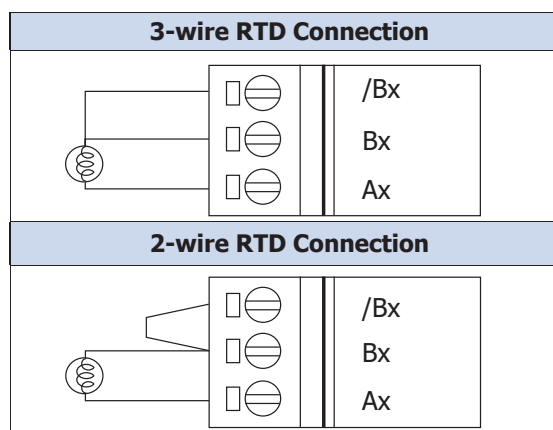 3-wire RTD Connection
/Bx
Bx
Ax
2-wire RTD Connection
/Bx
Bx
Ax